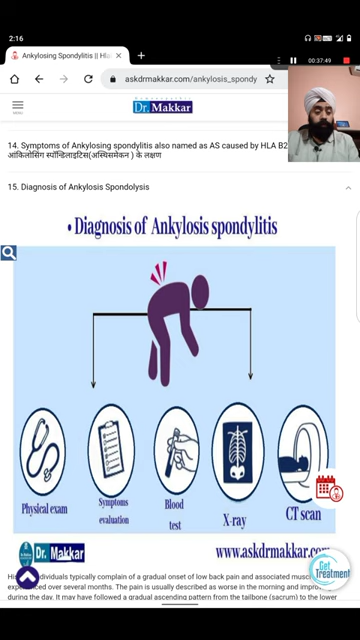 2:16
Ankylosing Spondylitis || HLA
00:37:49
askdrmakkar.com/ankylosis_spondy
MENU
Dr. Makkar
14. Symptoms of Ankylosing spondylitis also named as AS caused by HLA B2
आंकिलोसिंग स्पॉन्डिलाइटिस(अस्थिसमेकन ) के लक्षण
15. Diagnosis of Ankylosis Spondolysis
• Diagnosis of Ankylosis spondylitis
Physical exam
Symptoms
evaluation
Blood
test
X-ray
CT scan
Dr. Makkar
www.askdrmakkar.com
individuals typically complain of a gradual onset of low back pain and associated
over several months. The pain is usually described as worse in the morning and
during the day. It may have followed a gradual ascending pattern from the tailbone (sacrum) to the lower
Get
Treatment